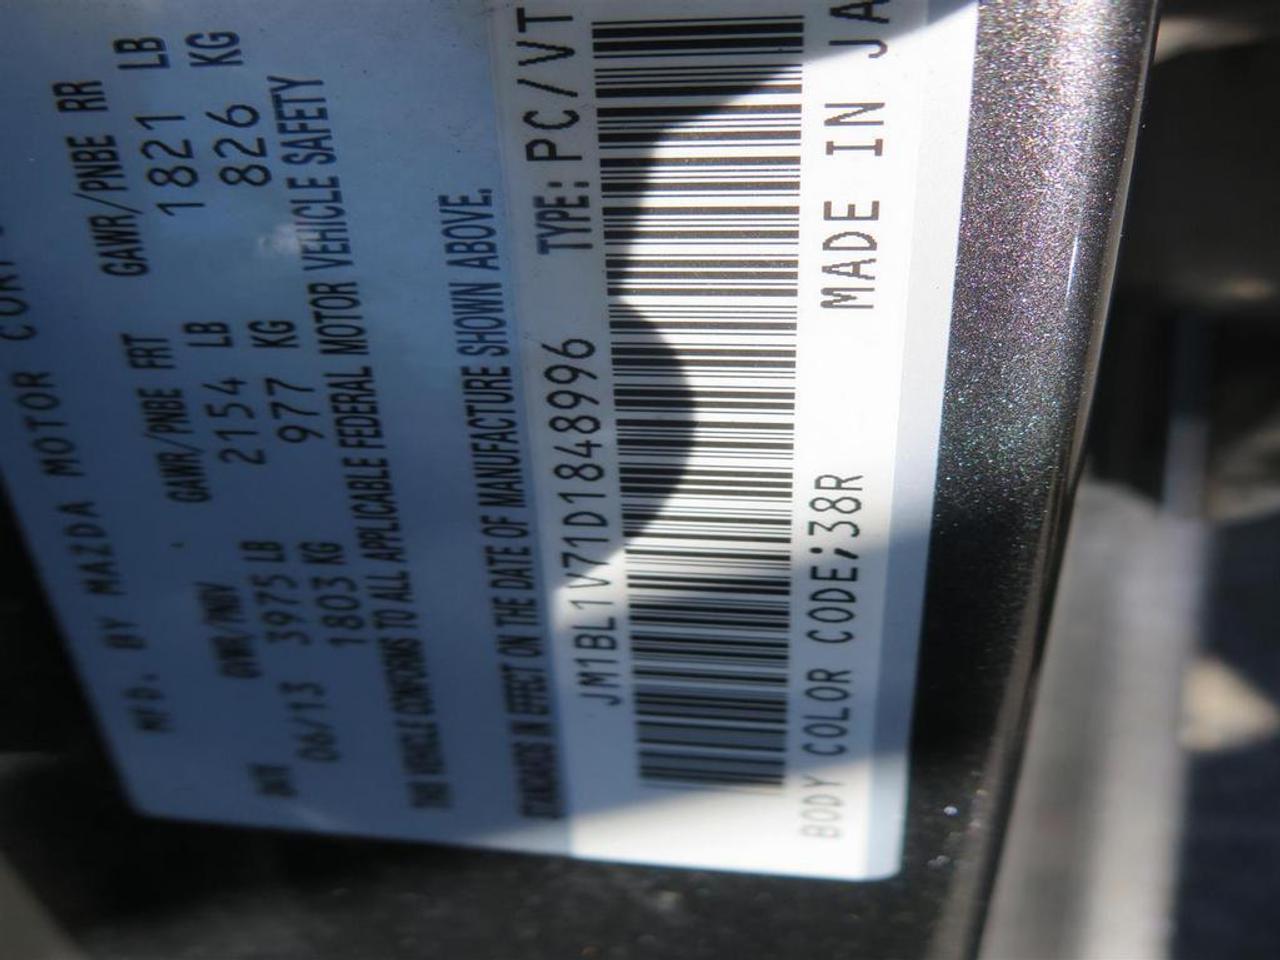 MFD. BY MAZDA MOTOR
DATE GVWR/PNBV GAWR/PNBE FRT GAWR/PNBE RR
06/13 3975 LB 2154 LB 1821 LB
06/13 1803 KG 977 KG 826 KG
THIS VEHICLE CONFORMS TO ALL APPLICABLE FEDERAL MOTOR VEHICLE SAFETY
STANDARDS IN EFFECT ON THE DATE OF MANUFACTURE SHOWN ABOVE.
JM1BL1V71D1848996 TYPE: PC/VT
BODY COLOR CODE;38R MADE IN JA